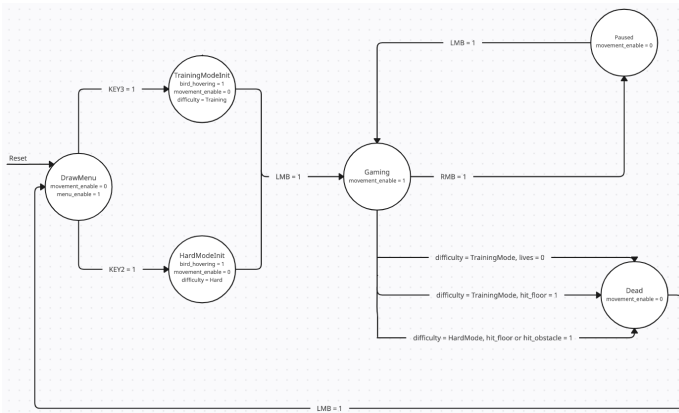 Paused
movement_enable = 0
LMB = 1
TrainingModeInit
bird_hovering = 1
movement_enable = 0
difficulty = Training
KEY3 = 1
Reset
DrawMenu
movement_enable = 0
menu_enable = 1
LMB = 1
Gaming
movement_enable = 1
RMB = 1
HardModeInit
bird_hovering = 1
movement_enable = 0
difficulty = Hard
KEY2 = 1
difficulty = TrainingMode, lives = 0
Dead
movement_enable = 0
difficulty = TrainingMode, hit_floor = 1
difficulty = HardMode, hit_floor or hit_obstacle = 1
LMB = 1